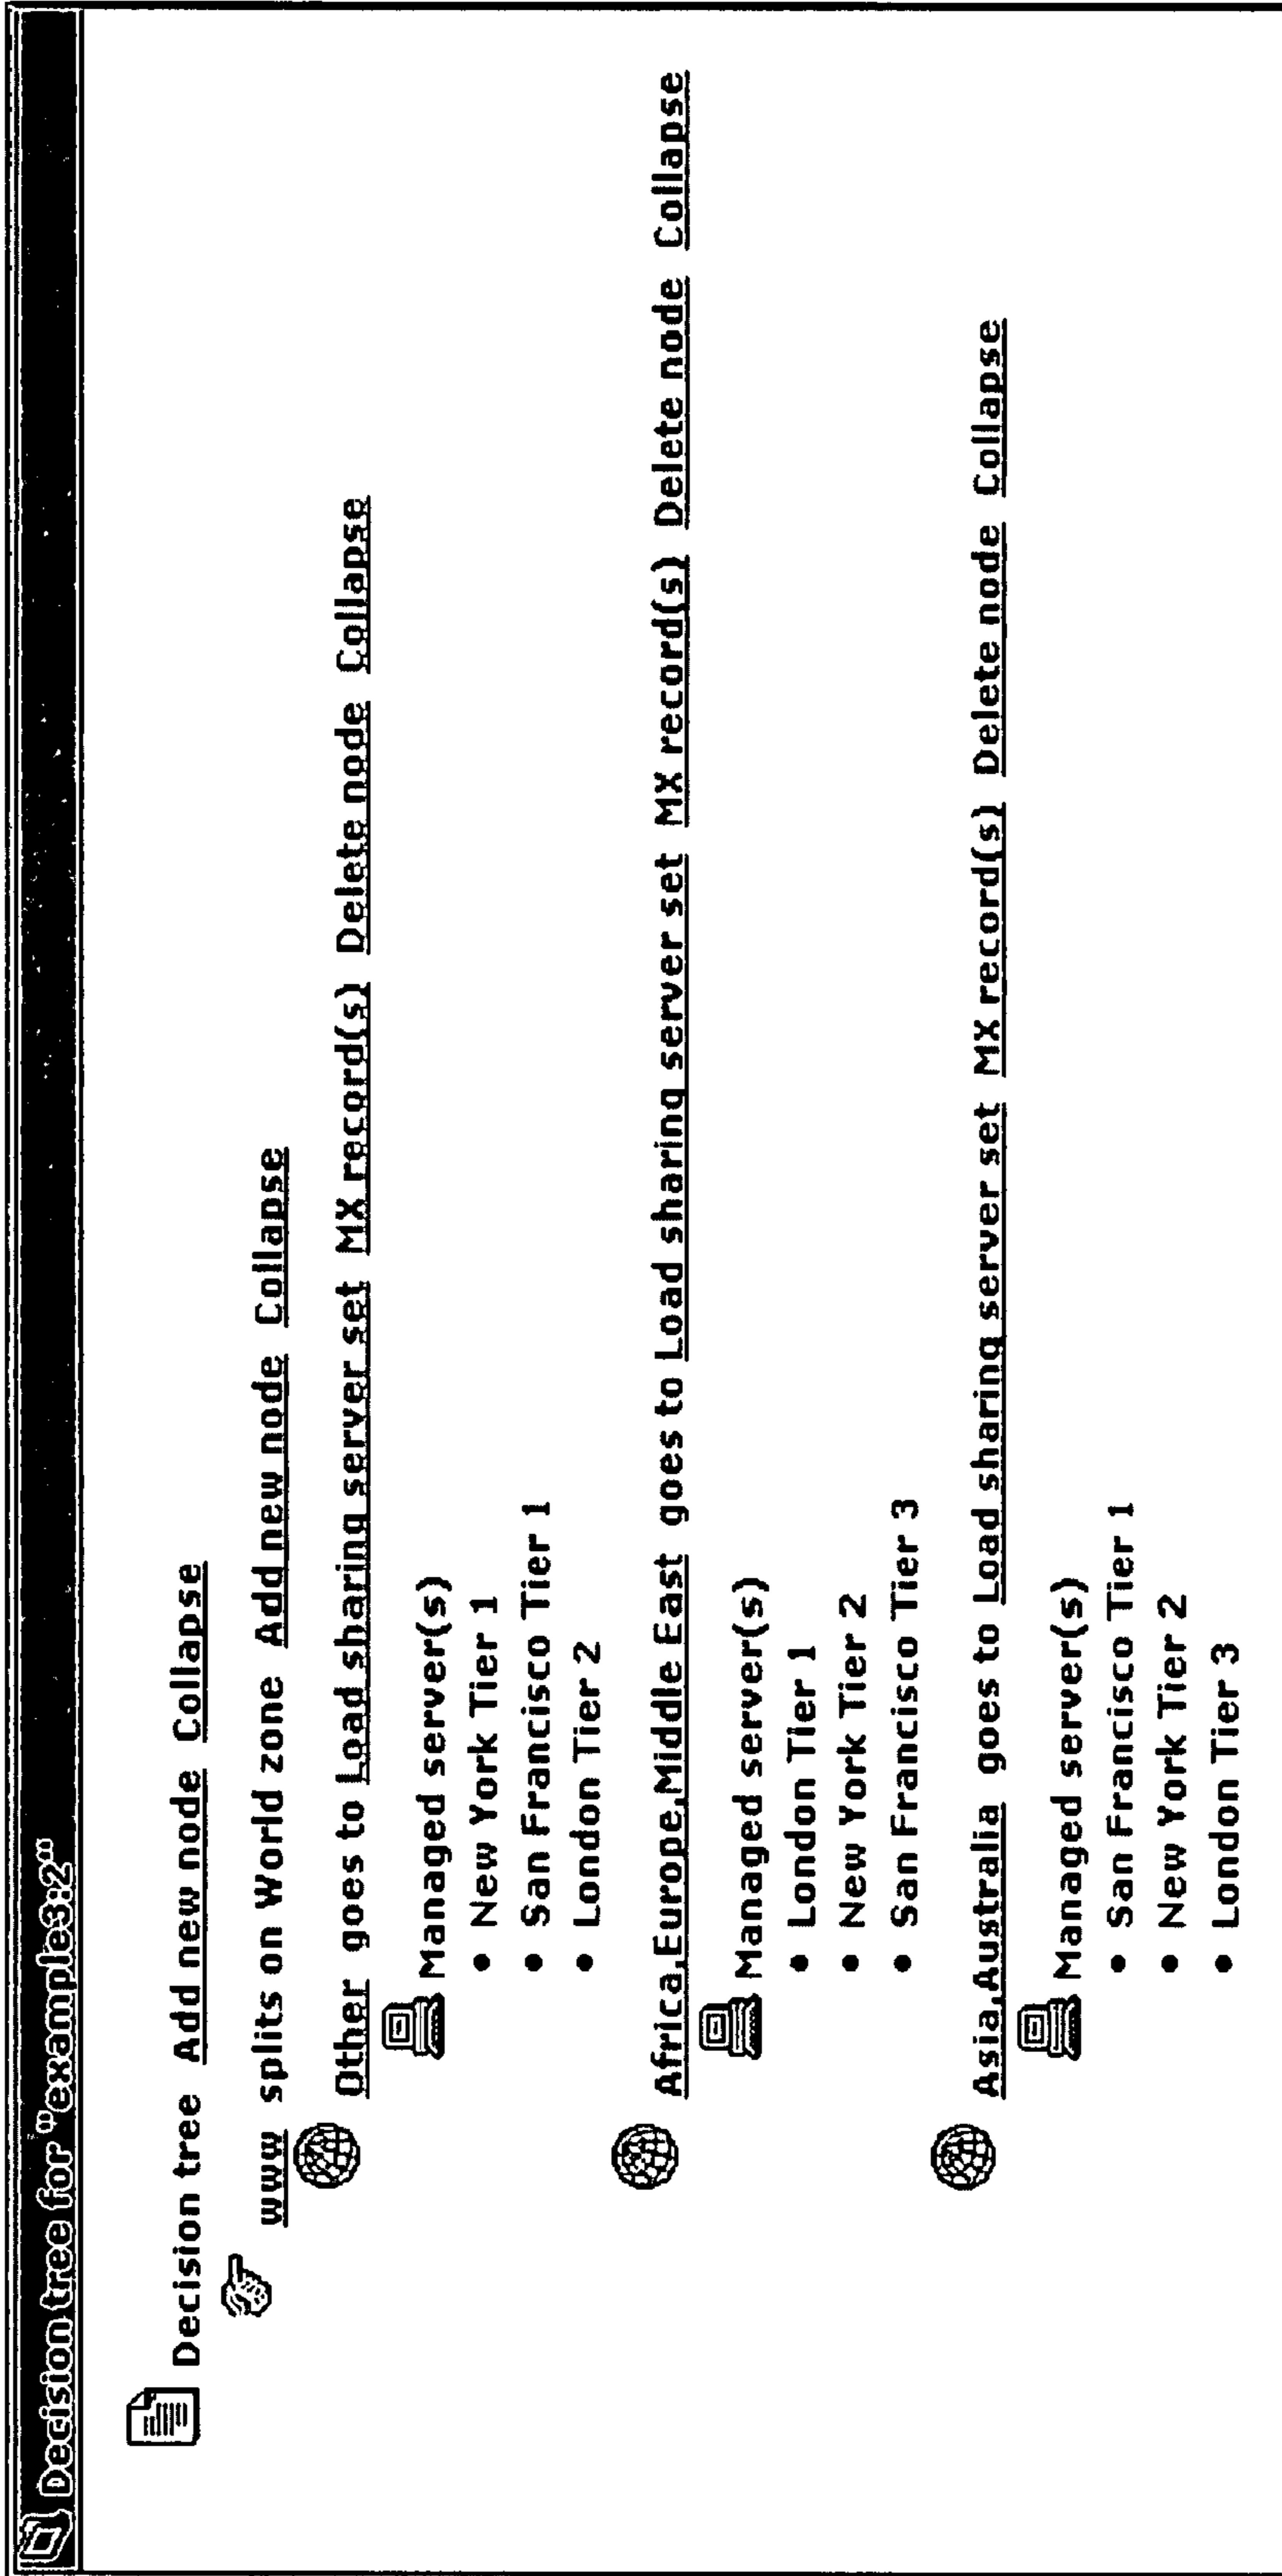 Decision tree for "example3:2"
Decision tree Add new node Collapse
www splits on World zone Add new node Collapse
Other goes to Load sharing server set MX record(s) Delete node Collapse
Managed server(s)
• New York Tier 1
• San Francisco Tier 1
• London Tier 2
Africa,Europe,Middle East goes to Load sharing server set MX record(s) Delete node Collapse
Managed server(s)
• London Tier 1
• New York Tier 2
• San Francisco Tier 3
Asia,Australia goes to Load sharing server set MX record(s) Delete node Collapse
Managed server(s)
• San Francisco Tier 1
• New York Tier 2
• London Tier 3